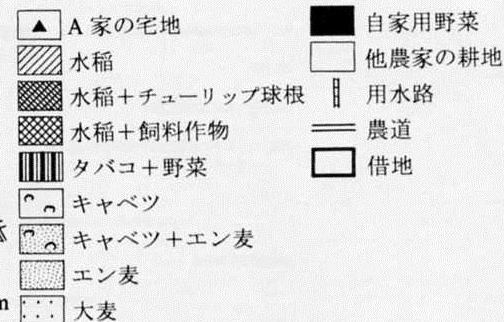 A家の宅地
水稲
水稲＋チューリップ球根
水稲＋飼料作物
タバコ＋野菜
キャベツ
キャベツ＋エン麦
エン麦
m
大麦
自家用野菜
他農家の耕地
用水路
農道
借地